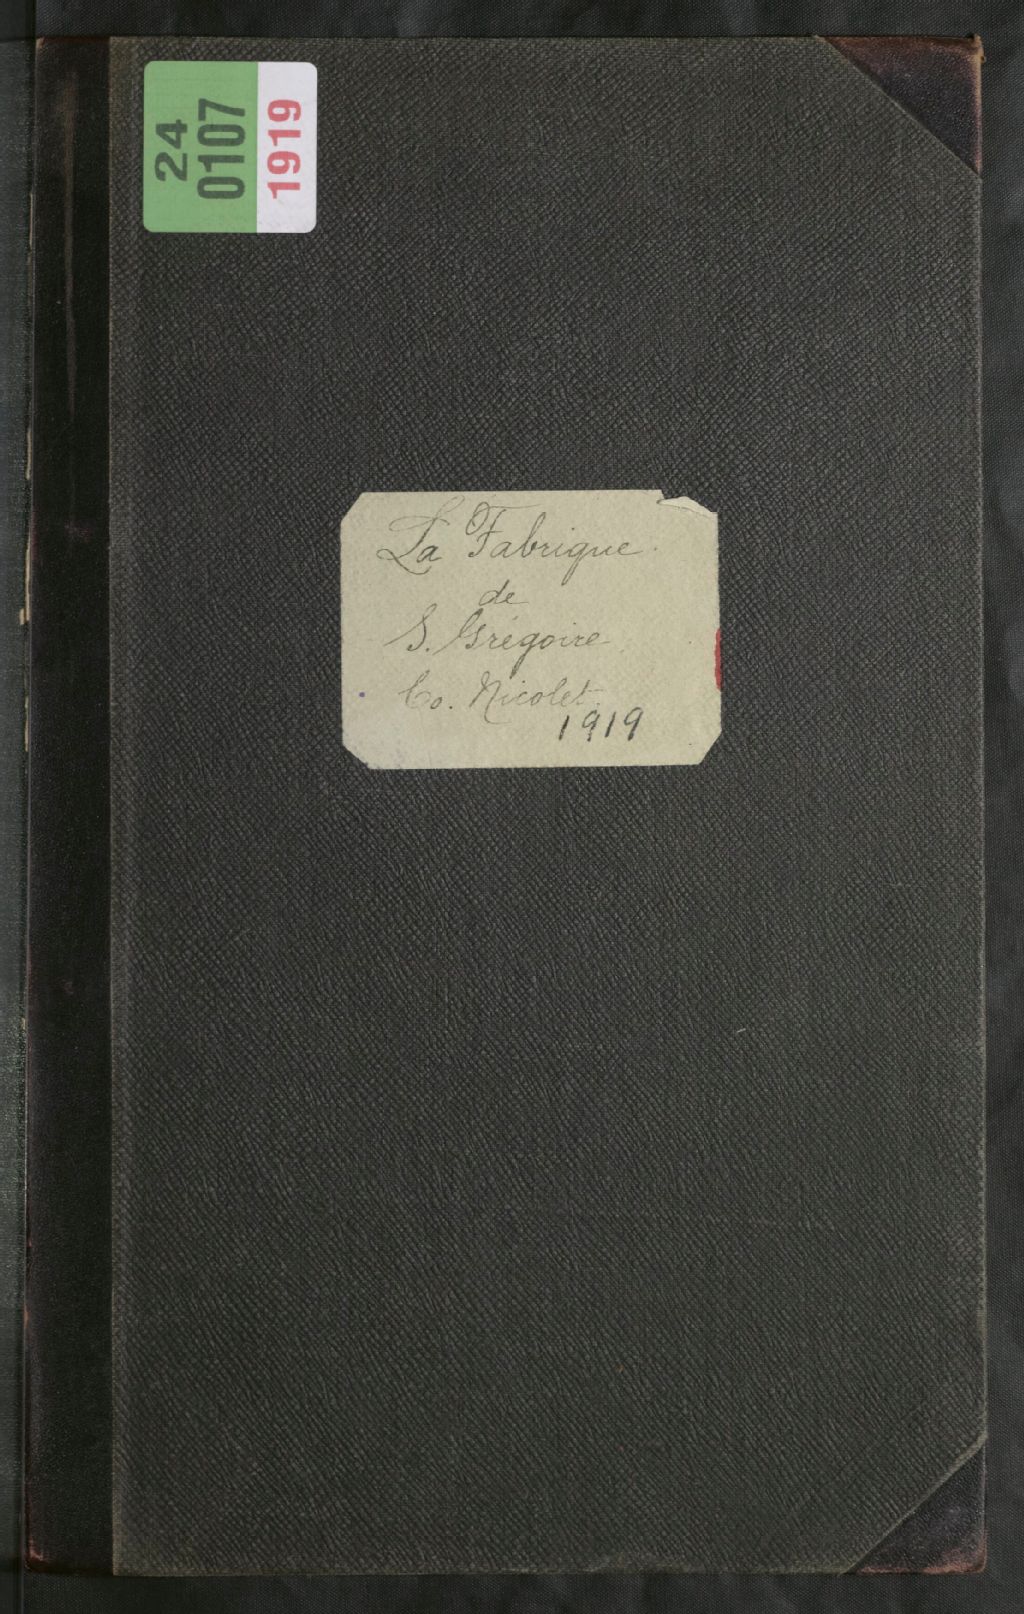 24
0107
1919
La Fabrique
de
S. Grégoire
Co. Nicolet.
1919